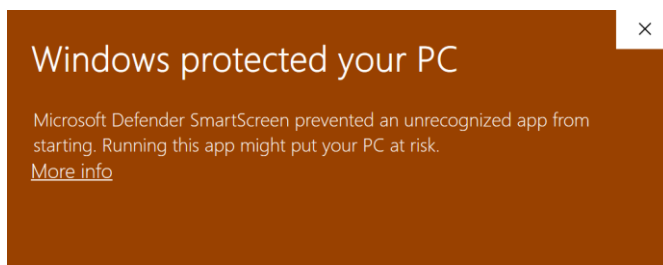 Windows protected your PC
Microsoft Defender SmartScreen prevented an unrecognized app from
starting. Running this app might put your PC at risk.
More info